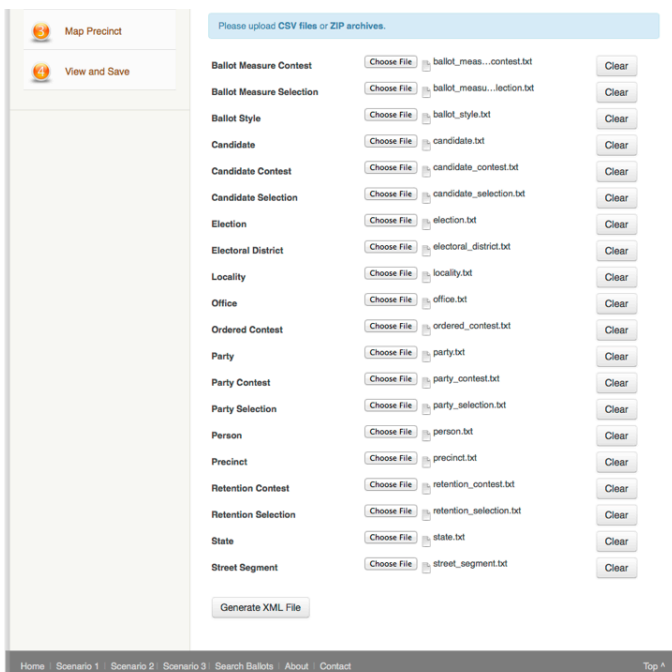 Please upload CSV files or ZIP archives.
3 Map Precinct
4 View and Save
Ballot Measure Contest Choose File ballot_meas...contest.txt Clear
Ballot Measure Selection Choose File ballot_measu...lection.txt Clear
Ballot Style Choose File ballot_style.txt Clear
Candidate Choose File candidate.txt Clear
Candidate Contest Choose File candidate_contest.txt Clear
Candidate Selection Choose File candidate_selection.txt Clear
Election Choose File election.txt Clear
Electoral District Choose File electoral_district.txt Clear
Locality Choose File locality.txt Clear
Office Choose File office.txt Clear
Ordered Contest Choose File ordered_contest.txt Clear
Party Choose File party.txt Clear
Party Contest Choose File party_contest.txt Clear
Party Selection Choose File party_selection.txt Clear
Person Choose File person.txt Clear
Precinct Choose File precinct.txt Clear
Retention Contest Choose File retention_contest.txt Clear
Retention Selection Choose File retention_selection.txt Clear
State Choose File state.txt Clear
Street Segment Choose File street_segment.txt Clear
Generate XML File
Home | Scenario 1 | Scenario 2 | Scenario 3 | Search Ballots | About | Contact Top ^